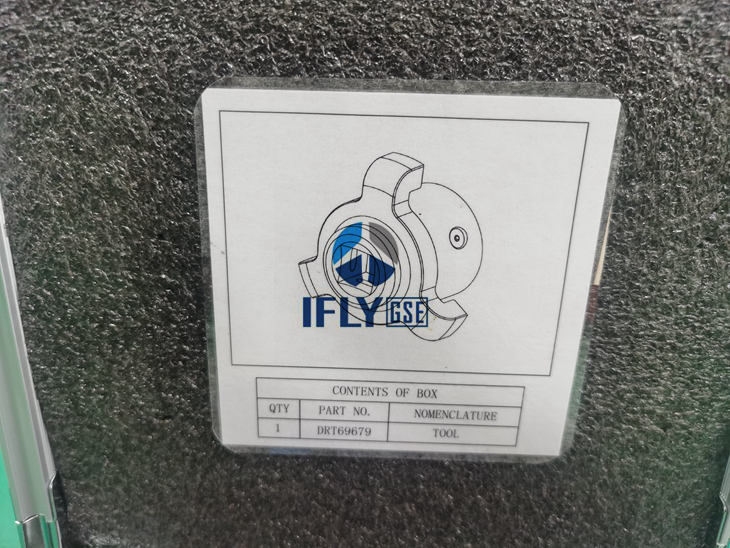 IFLY GSE
CONTENTS OF BOX
QTY PART NO. NOMENCLATURE
1 DRT69679 TOOL